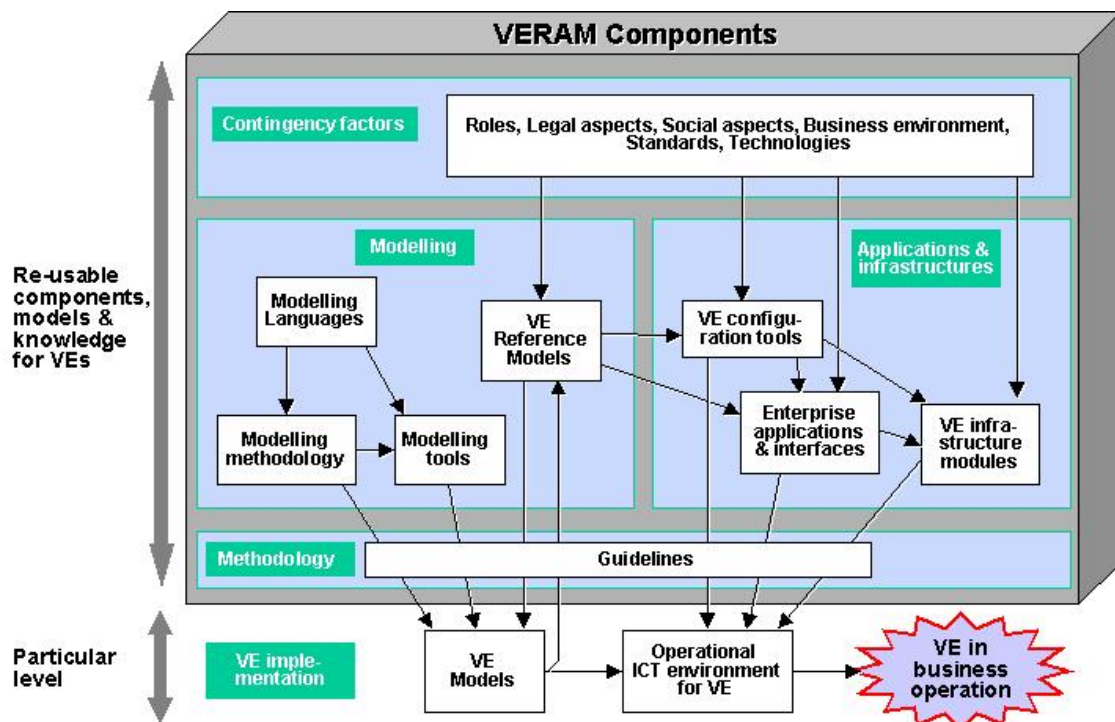 VERAM Components
Contingency factors
Roles, Legal aspects, Social aspects, Business environment,
Standards, Technologies
Re-usable
components,
models &
knowledge
for VEs
Modelling
Applications &
infrastructures
Modelling
Languages
VE
Reference
Models
VE configu-
ration tools
Modelling
methodology
Modelling
tools
Enterprise
applications
& interfaces
VE infra-
structure
modules
Methodology
Guidelines
Particular
level
VE imple-
mentation
VE
Models
Operational
ICT environment
for VE
VE in
business
operation